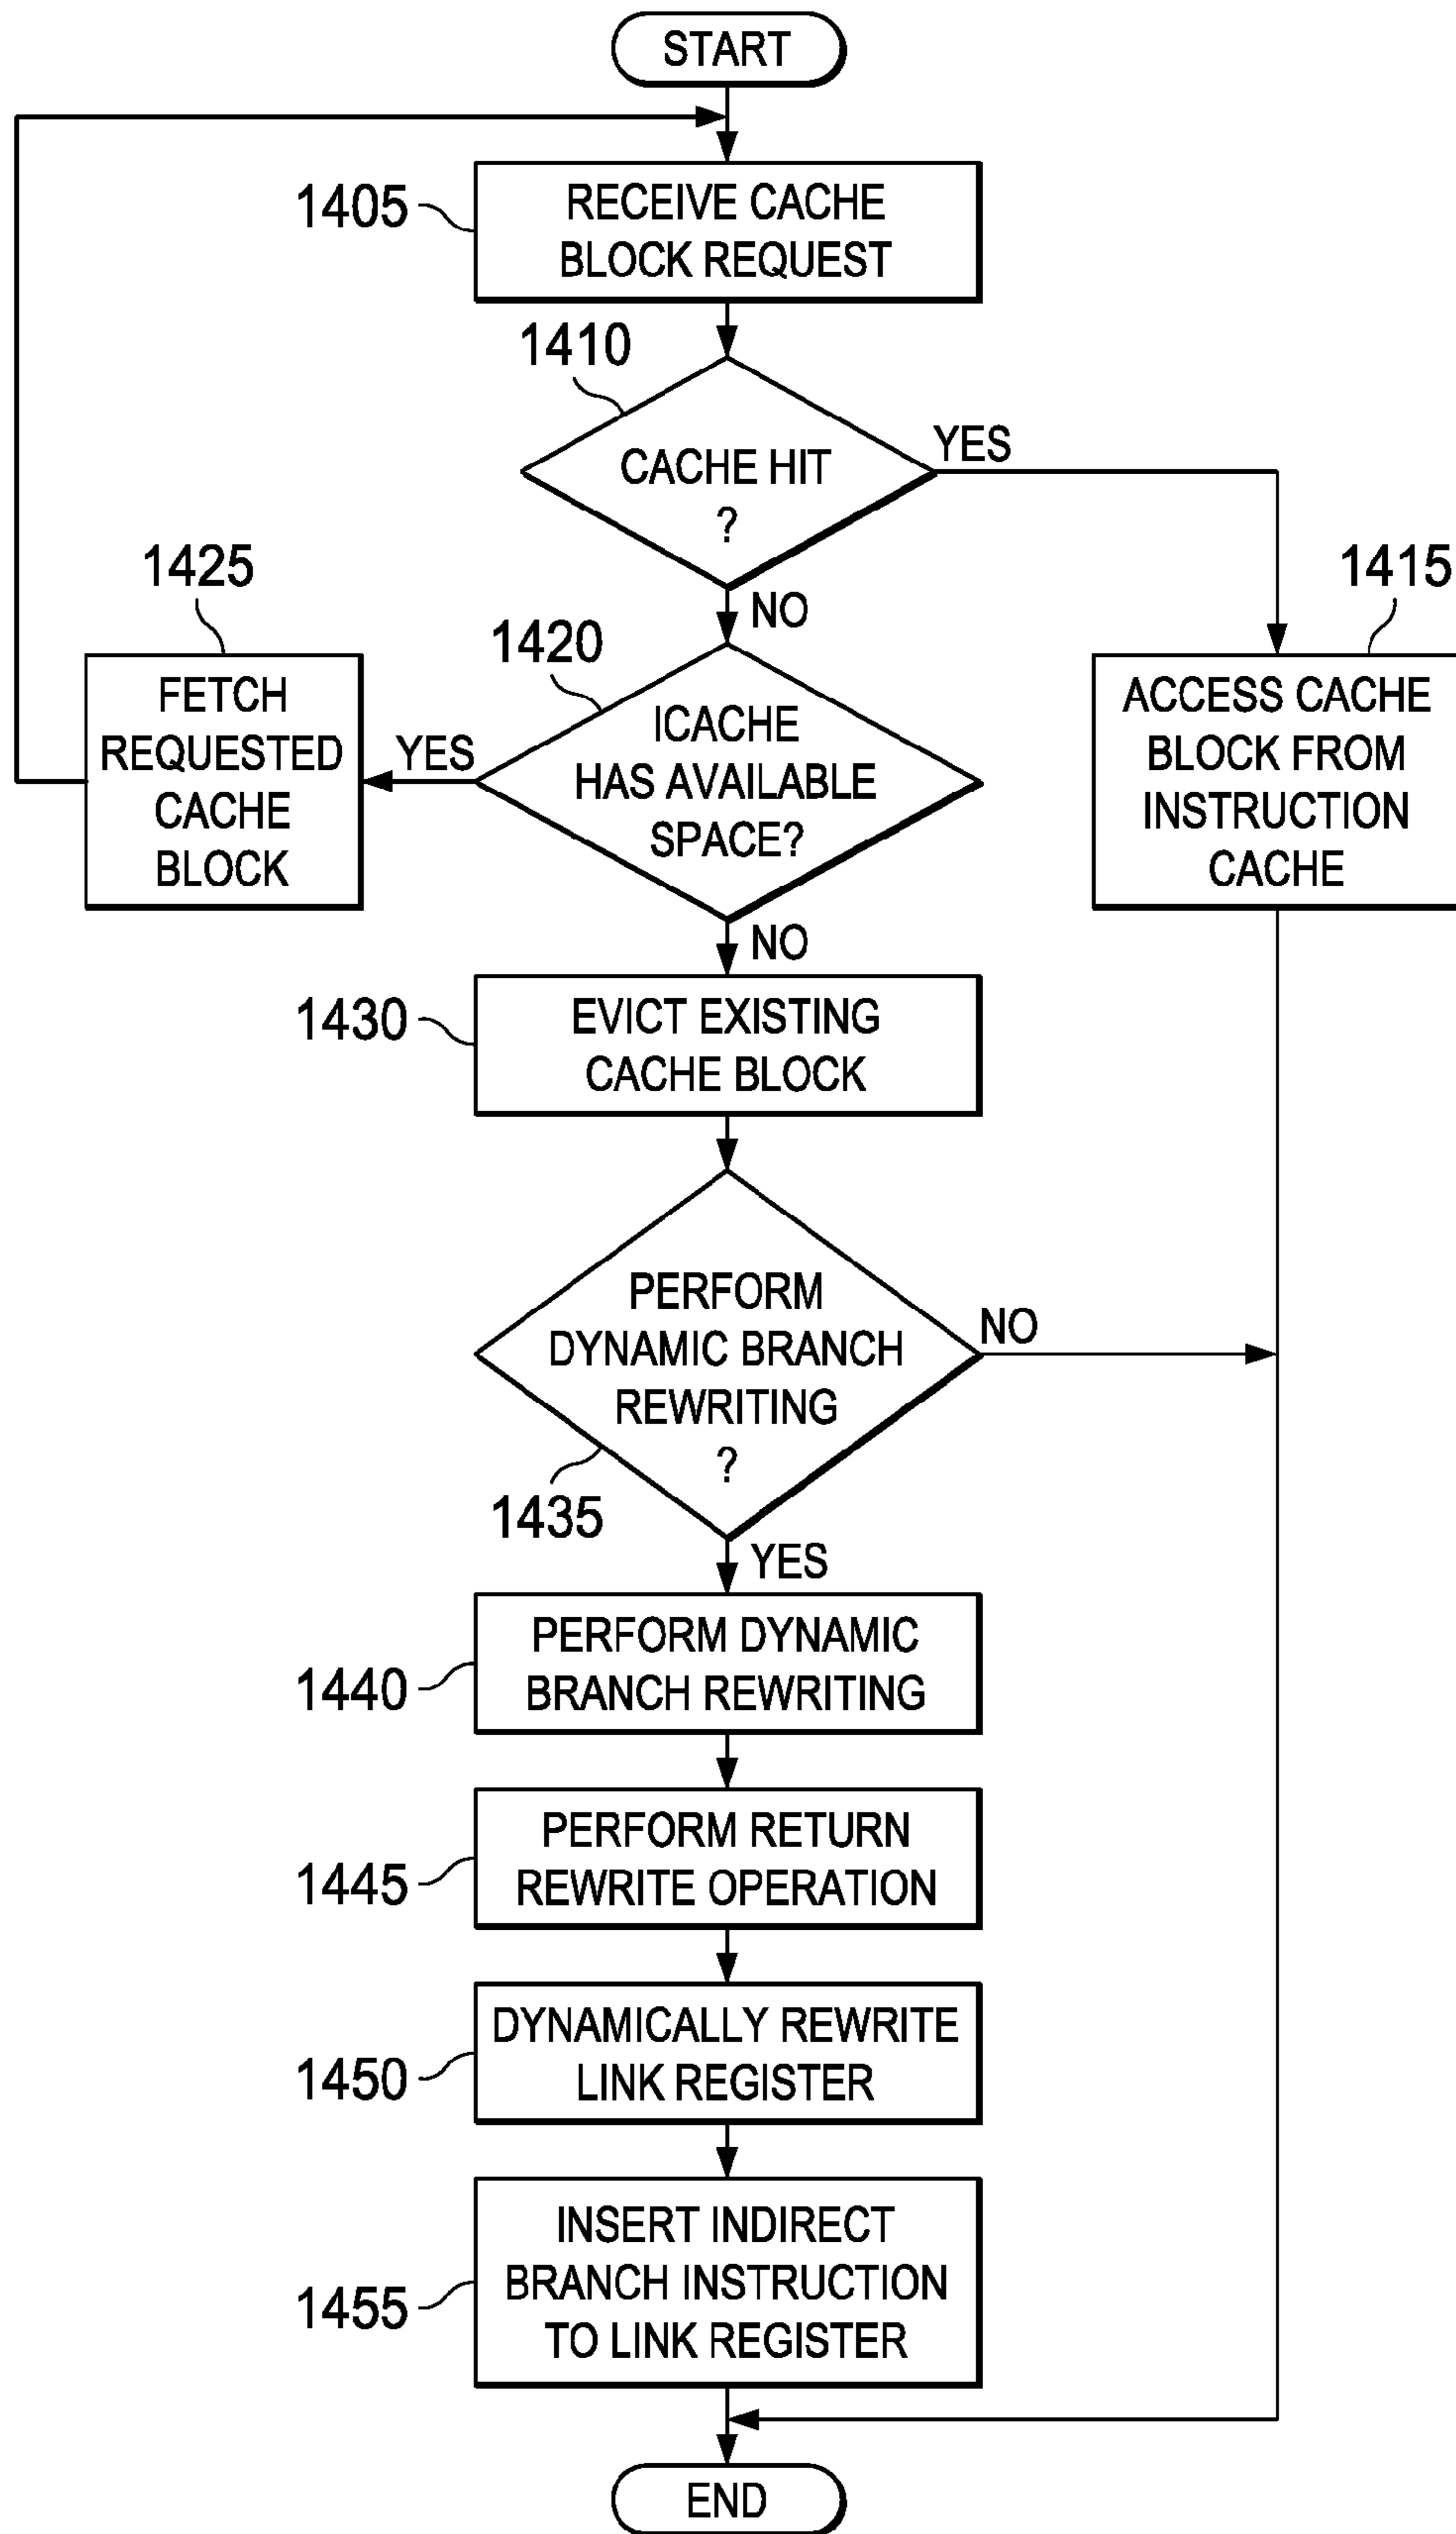 START
1405
RECEIVE CACHE
BLOCK REQUEST
1410
CACHE HIT
?
YES
NO
1425
FETCH
REQUESTED
CACHE
BLOCK
1420
YES
ICACHE
HAS AVAILABLE
SPACE?
1415
ACCESS CACHE
BLOCK FROM
INSTRUCTION
CACHE
NO
1430
EVICT EXISTING
CACHE BLOCK
PERFORM
DYNAMIC BRANCH
REWRITING
?
NO
1435
YES
1440
PERFORM DYNAMIC
BRANCH REWRITING
1445
PERFORM RETURN
REWRITE OPERATION
1450
DYNAMICALLY REWRITE
LINK REGISTER
1455
INSERT INDIRECT
BRANCH INSTRUCTION
TO LINK REGISTER
END